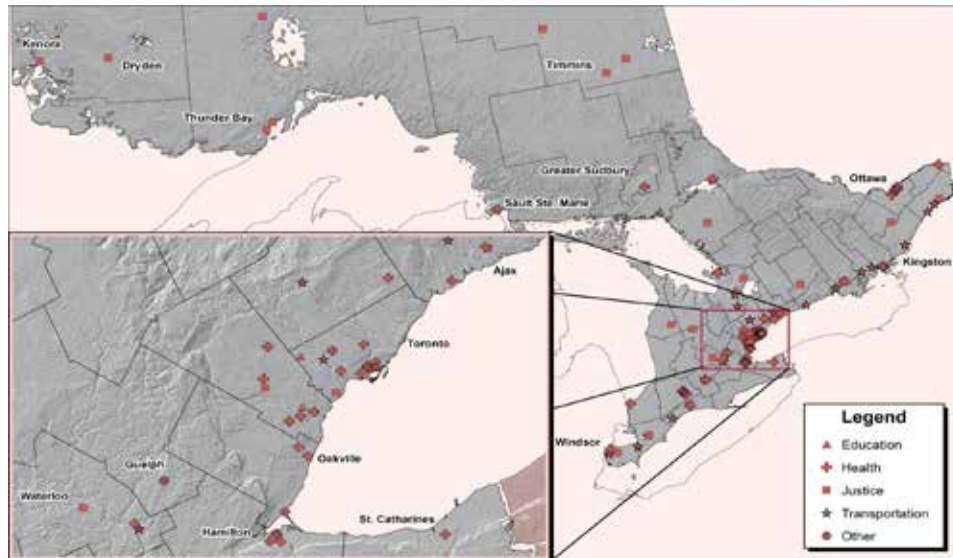 Kenora
Dryden
Timmins
Thunder Bay
Greater Sudbury
Ottawa
Sault Ste. Marie
Kingston
Ajax
Toronto
Oakville
Guelph
Waterloo
Hamilton
St. Catharines
Windsor
Legend
Education
Health
Justice
Transportation
Other